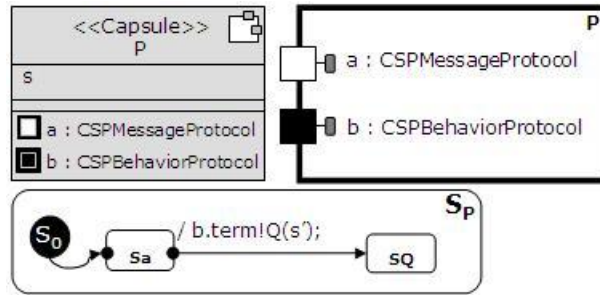 <<Capsule>>
P
s
a : CSPMessageProtocol
b : CSPBehaviorProtocol
P
a : CSPMessageProtocol
b : CSPBehaviorProtocol
SP
S0
/ b.term!Q(s′);
Sa
SQ